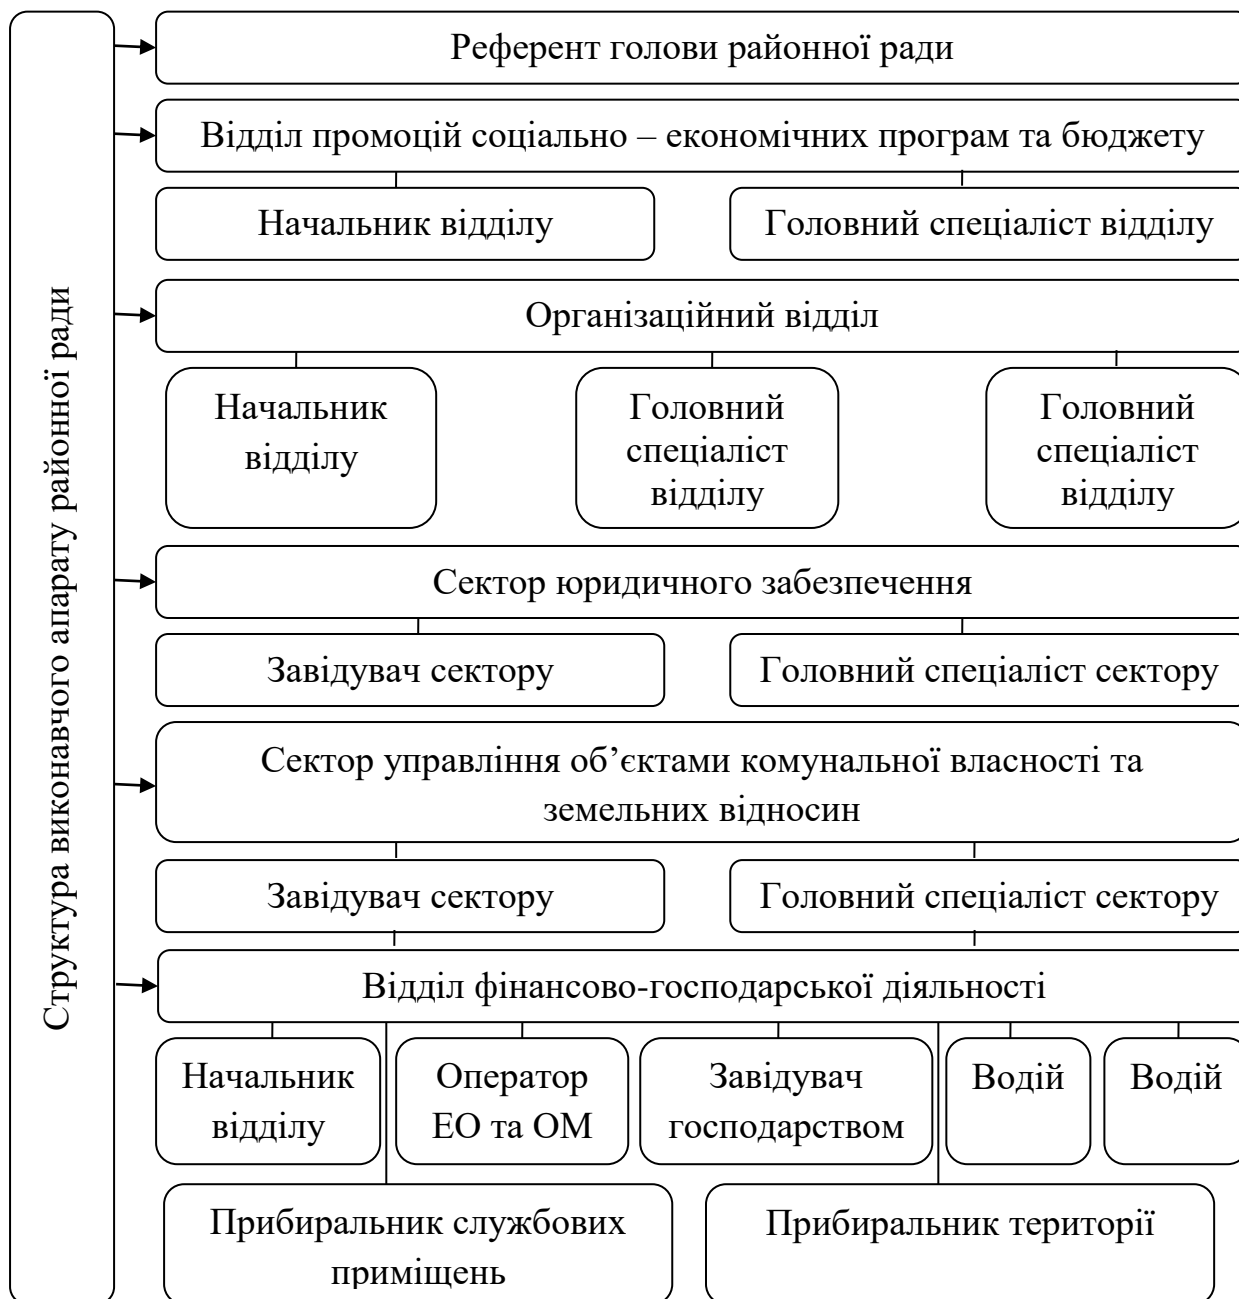 Структура виконавчого апарату районної ради
Референт голови районної ради
Відділ промоцій соціально – економічних програм та бюджету
Начальник відділу
Головний спеціаліст відділу
Організаційний відділ
Начальник
відділу
Головний
спеціаліст
відділу
Головний
спеціаліст
відділу
Сектор юридичного забезпечення
Завідувач сектору
Головний спеціаліст сектору
Сектор управління об’єктами комунальної власності та
земельних відносин
Завідувач сектору
Головний спеціаліст сектору
Відділ фінансово-господарської діяльності
Начальник
відділу
Оператор
ЕО та ОМ
Завідувач
господарством
Водій
Водій
Прибиральник службових
приміщень
Прибиральник території